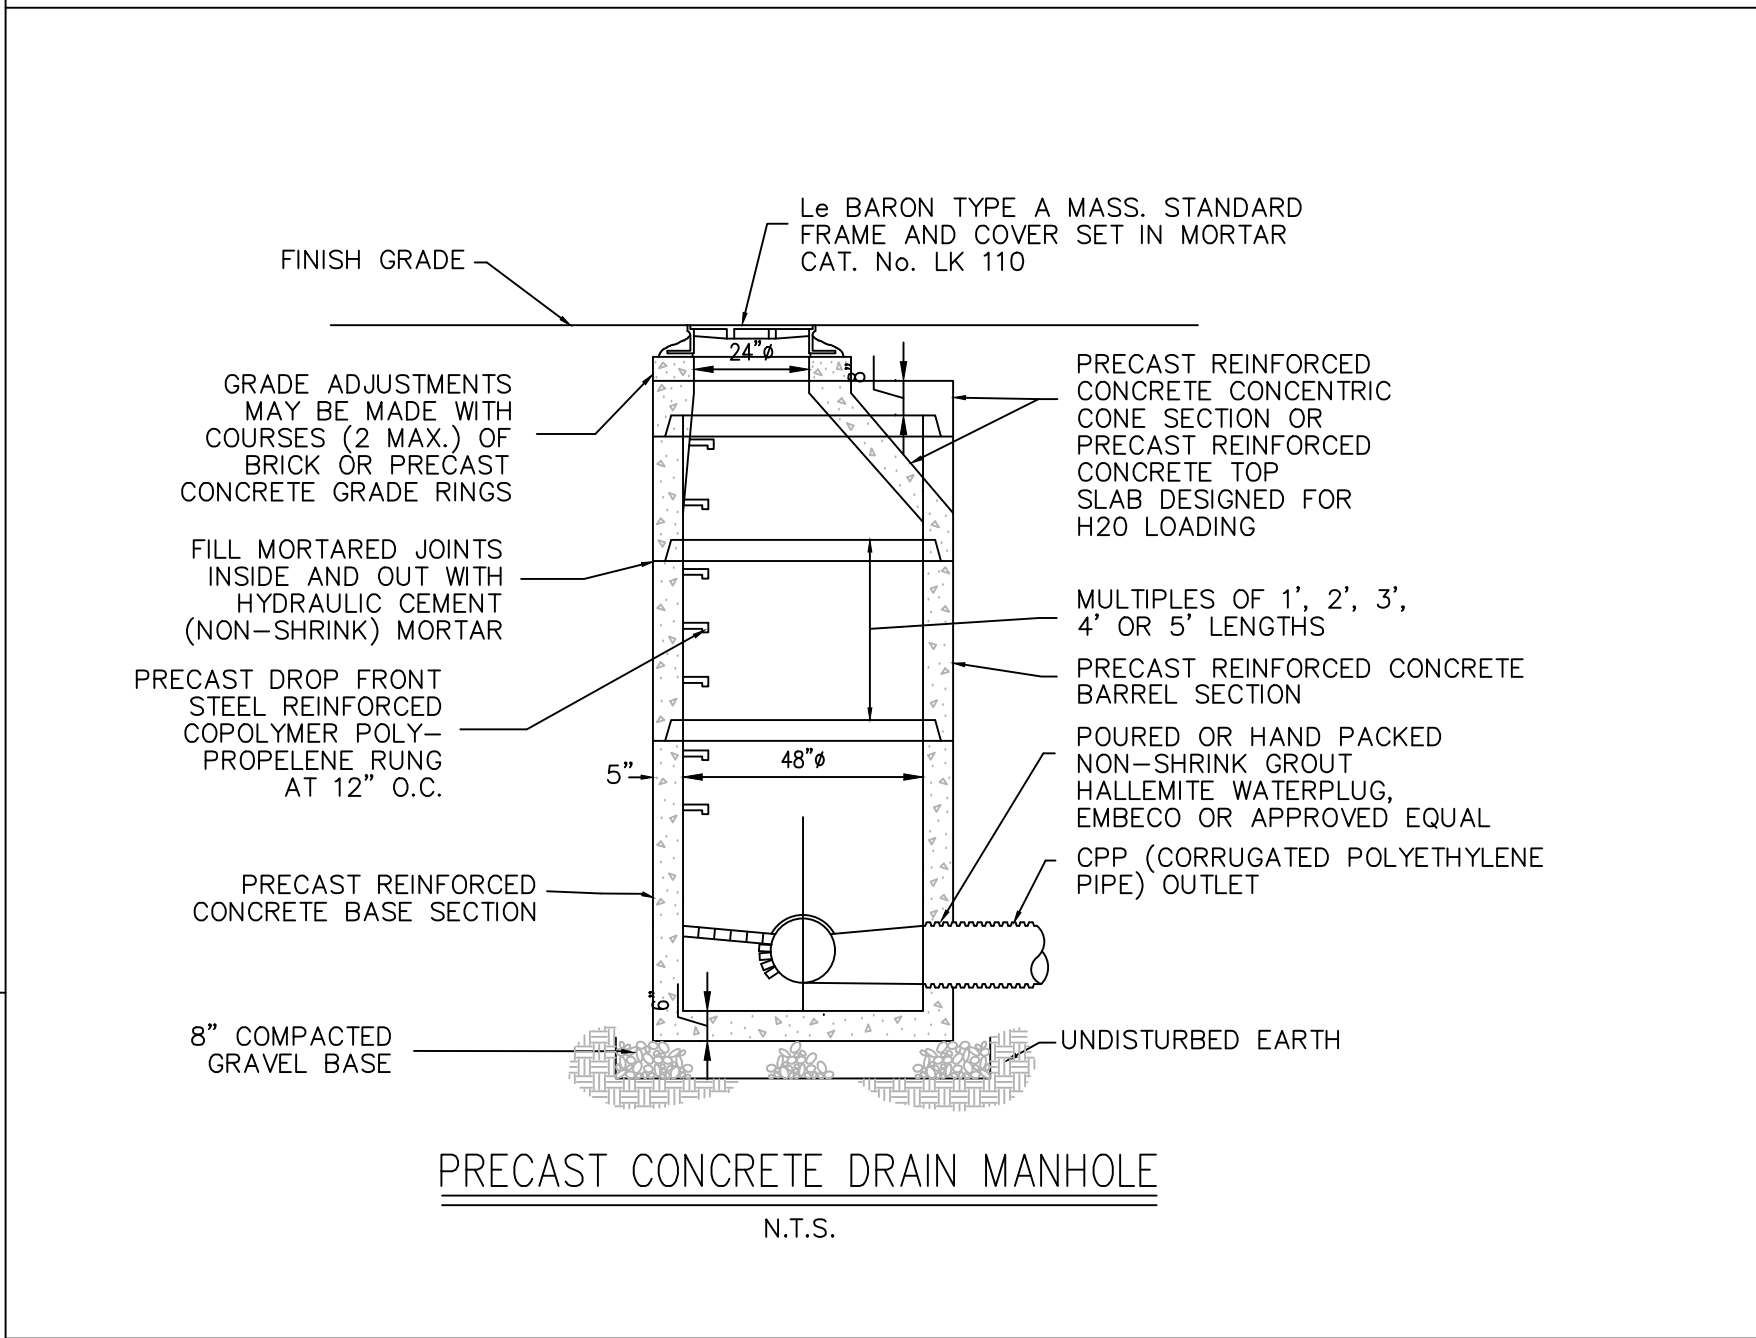 Le BARON TYPE A MASS. STANDARD
FRAME AND COVER SET IN MORTAR
CAT. No. LK 110
FINISH GRADE
24"ø
8"
GRADE ADJUSTMENTS
MAY BE MADE WITH
COURSES (2 MAX.) OF
BRICK OR PRECAST
CONCRETE GRADE RINGS
PRECAST REINFORCED
CONCRETE CONCENTRIC
CONE SECTION OR
PRECAST REINFORCED
CONCRETE TOP
SLAB DESIGNED FOR
H20 LOADING
FILL MORTARED JOINTS
INSIDE AND OUT WITH
HYDRAULIC CEMENT
(NON-SHRINK) MORTAR
MULTIPLES OF 1', 2', 3',
4' OR 5' LENGTHS
PRECAST DROP FRONT
STEEL REINFORCED
COPOLYMER POLY-
PROPELENE RUNG
AT 12" O.C.
PRECAST REINFORCED CONCRETE
BARREL SECTION
5"
48"ø
POURED OR HAND PACKED
NON-SHRINK GROUT
HALLEMITE WATERPLUG,
EMBECO OR APPROVED EQUAL
CPP (CORRUGATED POLYETHYLENE
PIPE) OUTLET
PRECAST REINFORCED
CONCRETE BASE SECTION
6"
8" COMPACTED
GRAVEL BASE
UNDISTURBED EARTH
PRECAST CONCRETE DRAIN MANHOLE
N.T.S.